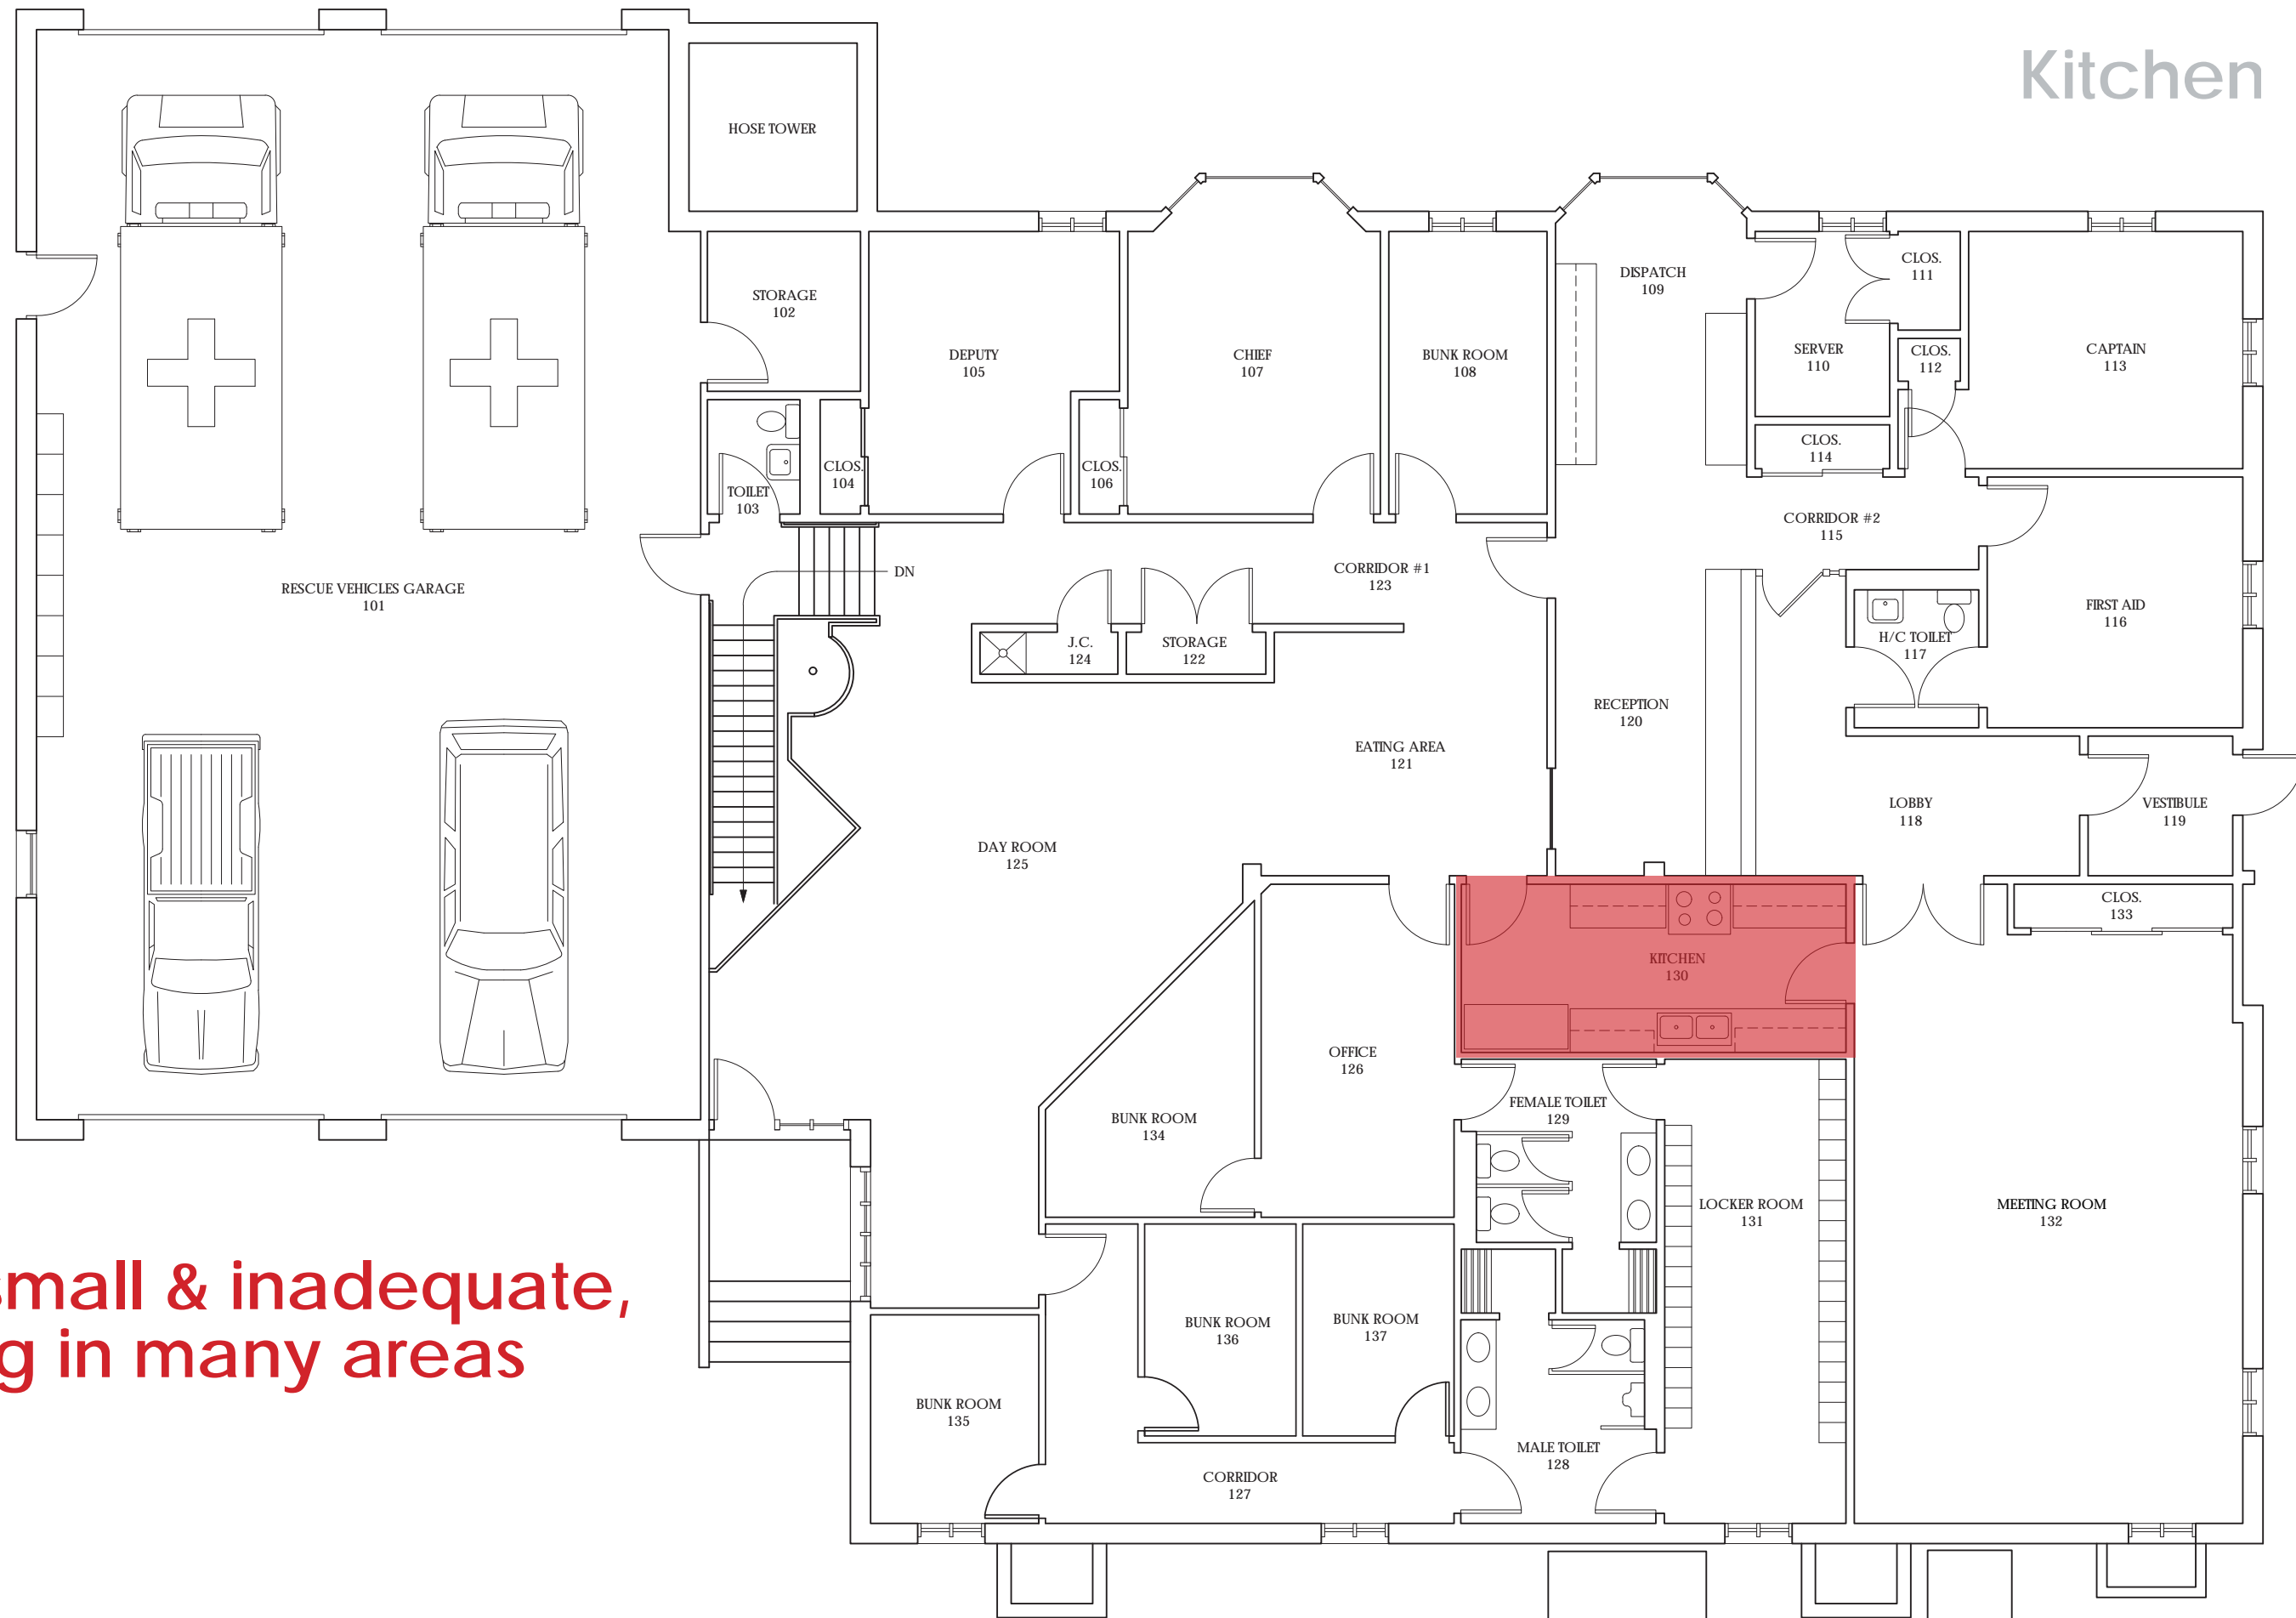 Kitchen
HOSE TOWER
STORAGE
102
DEPUTY
105
CHIEF
107
BUNK ROOM
108
DISPATCH
109
SERVER
110
CLOS.
111
CLOS.
112
CAPTAIN
113
CLOS.
114
TOILET
103
CLOS.
104
CLOS.
106
CORRIDOR #2
115
DN
CORRIDOR #1
123
RESCUE VEHICLES GARAGE
101
J.C.
124
STORAGE
122
H/C TOILET
117
FIRST AID
116
RECEPTION
120
EATING AREA
121
LOBBY
118
VESTIBULE
119
DAY ROOM
125
CLOS.
133
KITCHEN
130
OFFICE
126
BUNK ROOM
134
FEMALE TOILET
129
LOCKER ROOM
131
MEETING ROOM
132
small & inadequate,
g in many areas
BUNK ROOM
136
BUNK ROOM
137
BUNK ROOM
135
MALE TOILET
128
CORRIDOR
127